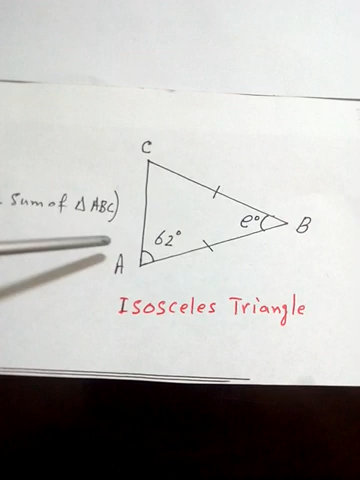 C
Sum of Δ ABC)
e° B
62°
A
Isosceles Triangle